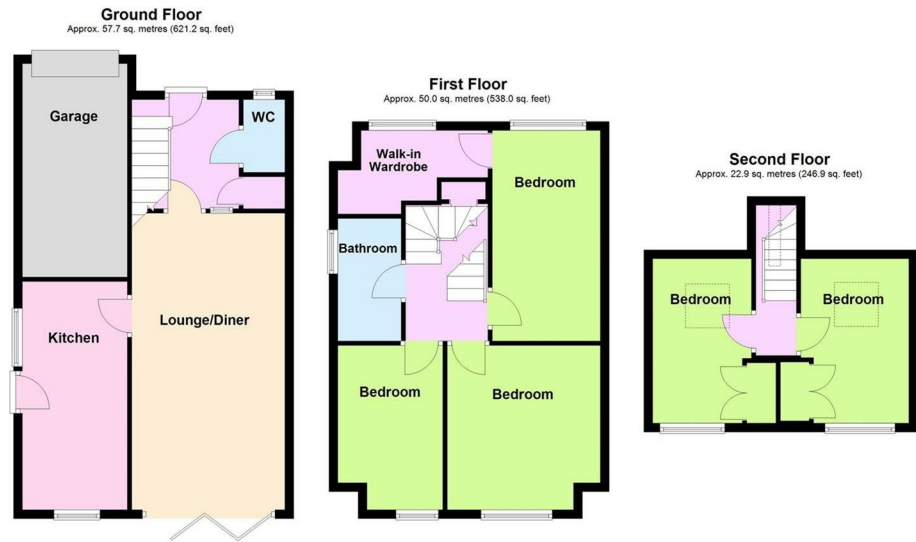 Ground Floor
Approx. 57.7 sq. metres (621.2 sq. feet)
Garage
WC
Lounge/Diner
Kitchen
First Floor
Approx. 50.0 sq. metres (538.0 sq. feet)
Walk-in
Wardrobe
Bedroom
Bathroom
Bedroom
Bedroom
Second Floor
Approx. 22.9 sq. metres (246.9 sq. feet)
Bedroom
Bedroom